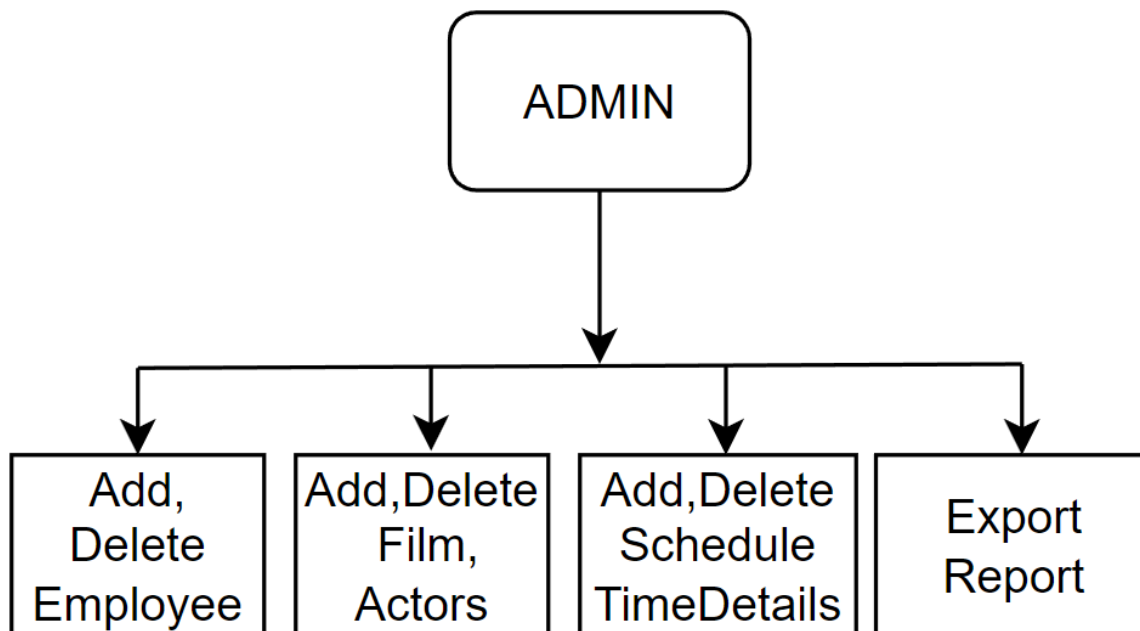 ADMIN
Add,
Delete
Employee
Add,Delete
Film,
Actors
Add,Delete
Schedule
TimeDetails
Export
Report